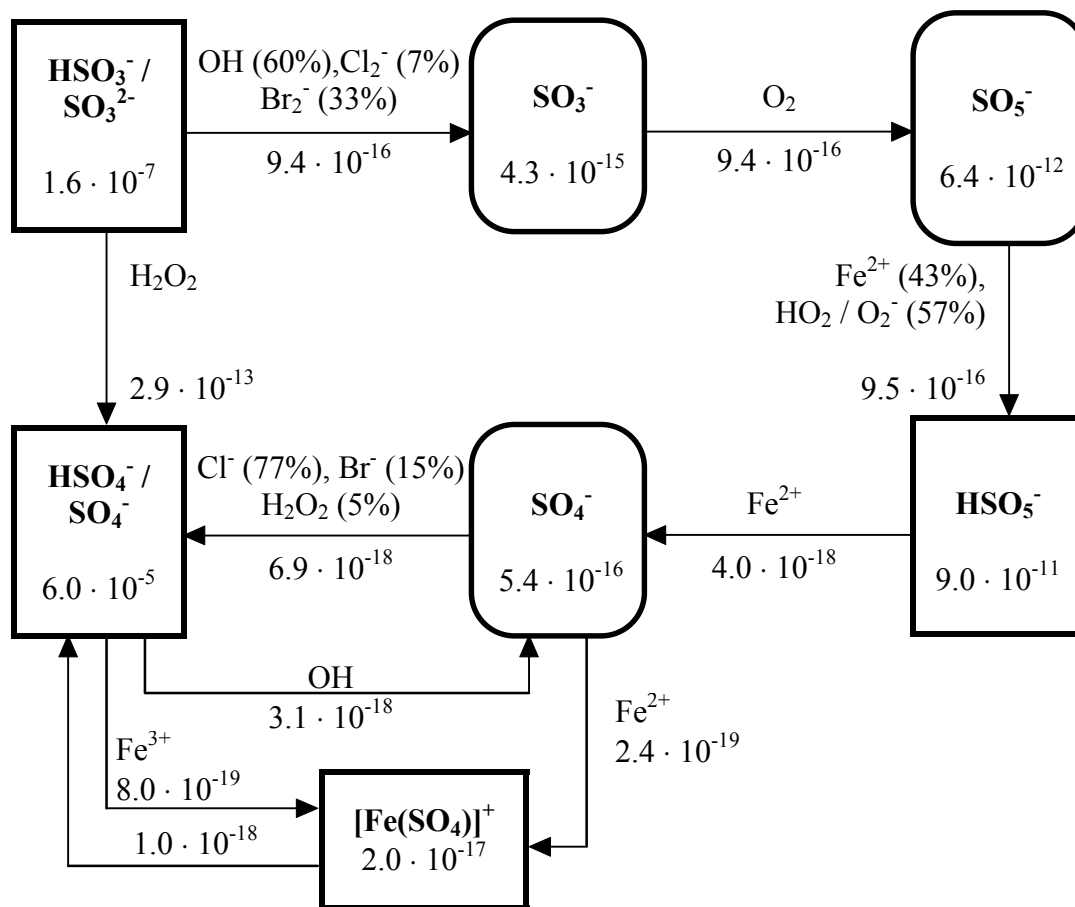 HSO₃⁻ /
SO₃²⁻
1.6 · 10⁻⁷
OH (60%),Cl₂⁻ (7%)
Br₂⁻ (33%)
9.4 · 10⁻¹⁶
SO₃⁻
4.3 · 10⁻¹⁵
O₂
9.4 · 10⁻¹⁶
SO₅⁻
6.4 · 10⁻¹²
H₂O₂
2.9 · 10⁻¹³
Fe²⁺ (43%),
HO₂ / O₂⁻ (57%)
9.5 · 10⁻¹⁶
HSO₄⁻ /
SO₄⁻
6.0 · 10⁻⁵
Cl⁻ (77%), Br⁻ (15%)
H₂O₂ (5%)
6.9 · 10⁻¹⁸
SO₄⁻
5.4 · 10⁻¹⁶
Fe²⁺
4.0 · 10⁻¹⁸
HSO₅⁻
9.0 · 10⁻¹¹
OH
3.1 · 10⁻¹⁸
Fe²⁺
2.4 · 10⁻¹⁹
Fe³⁺
8.0 · 10⁻¹⁹
1.0 · 10⁻¹⁸
[Fe(SO₄)]⁺
2.0 · 10⁻¹⁷